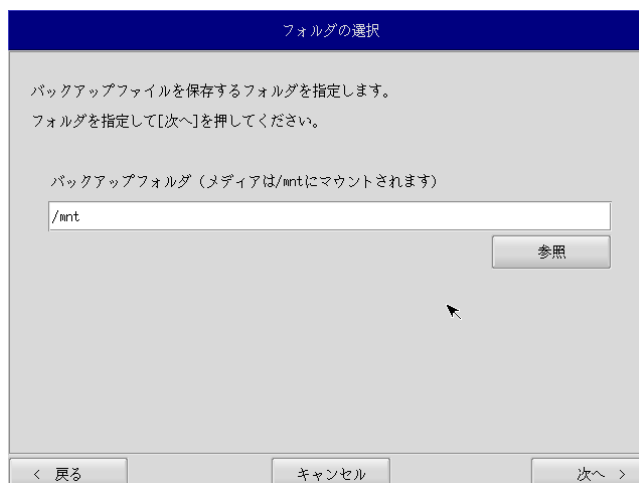 フォルダの選択
バックアップファイルを保存するフォルダを指定します。
フォルダを指定して[次へ]を押してください。
バックアップフォルダ（メディアは/mntにマウントされます）
/mnt
参照
< 戻る
キャンセル
次へ >